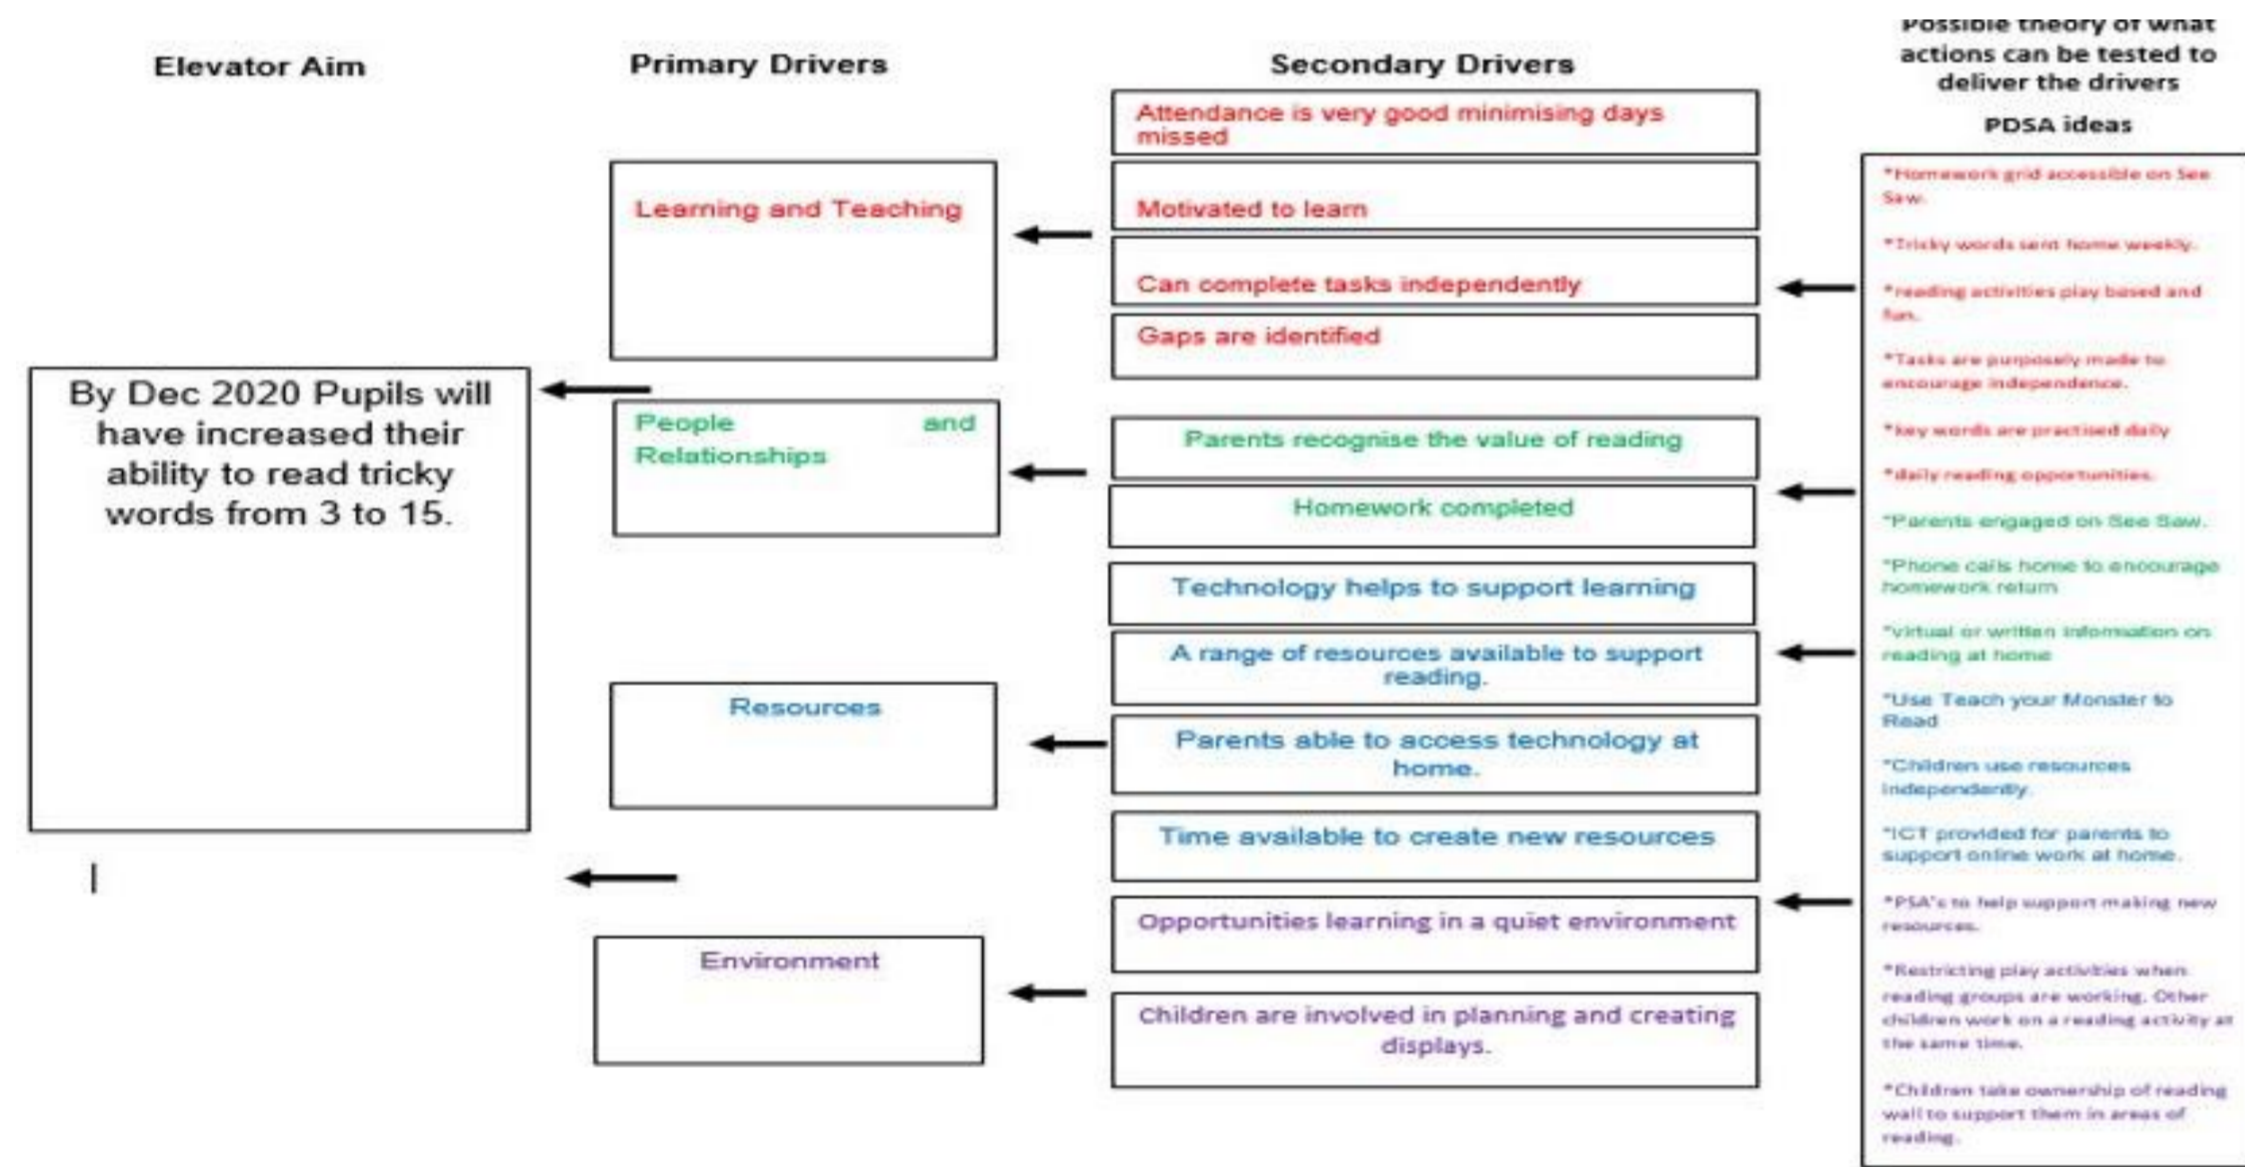 Elevator Aim
By Dec 2020 Pupils will
have increased their
ability to read tricky
words from 3 to 15.
Primary Drivers
Learning and Teaching
People and
Relationships
Resources
Environment
Secondary Drivers
Attendance is very good minimising days
missed
Motivated to learn
Can complete tasks independently
Gaps are identified
Parents recognise the value of reading
Homework completed
Technology helps to support learning
A range of resources available to support
reading.
Parents able to access technology at
home.
Time available to create new resources
Opportunities learning in a quiet environment
Children are involved in planning and creating
displays.
Possible theory of what
actions can be tested to
deliver the drivers
PDSA ideas
*Homework grid accessible on See
Saw.
*Tricky words sent home weekly.
*reading activities play based and
fun.
*Tasks are purposely made to
encourage independence.
*key words are practised daily
*daily reading opportunities.
*Parents engaged on See Saw.
*Phone calls home to encourage
homework return
*virtual or written information on
reading at home
*Use Teach your Monster to
Read
*Children use resources
independently.
*ICT provided for parents to
support online work at home.
*PSA's to help support making new
resources.
*Restricting play activities when
reading groups are working. Other
children work on a reading activity at
the same time.
*Children take ownership of reading
wall to support them in areas of
reading.